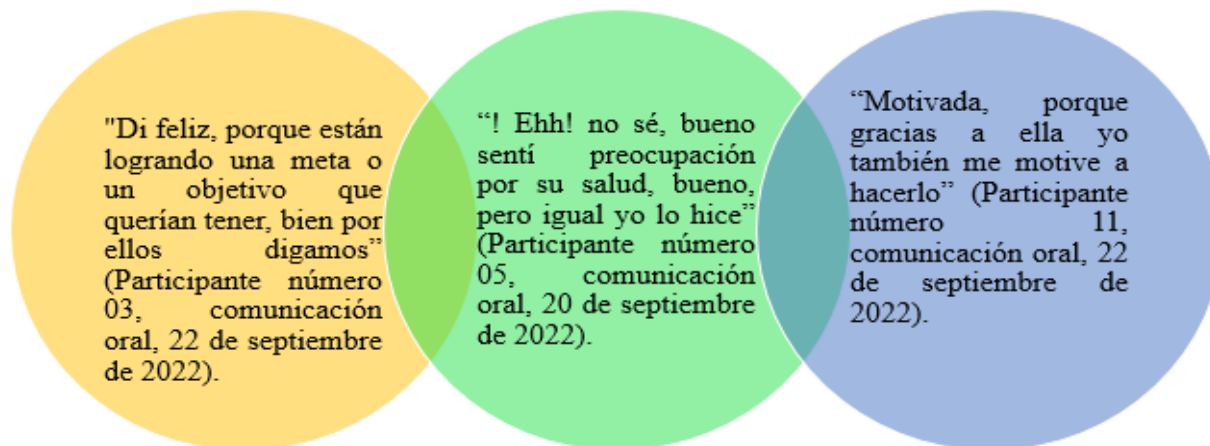 "Di feliz, porque están
logrando una meta o
un objetivo que
querían tener, bien por
ellos digamos”
(Participante número
03, comunicación
oral, 22 de septiembre
de 2022).
“! Ehh! no sé, bueno
sentí preocupación
por su salud, bueno,
pero igual yo lo hice”
(Participante número
05, comunicación
oral, 20 de septiembre
de 2022).
“Motivada, porque
gracias a ella yo
también me motive a
hacerlo” (Participante
número 11,
comunicación oral, 22
de septiembre de
2022).